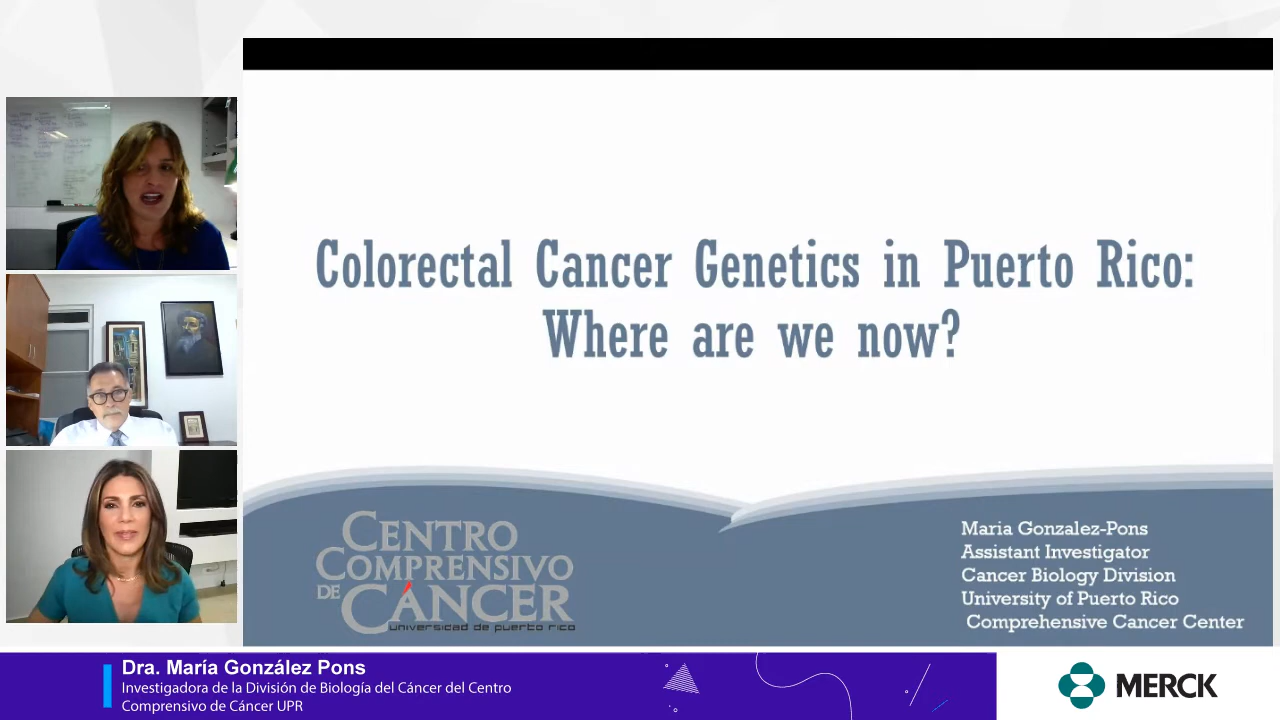 Colorectal Cancer Genetics in Puerto Rico:
Where are we now?
CENTRO
COMPRENSIVO
DE CÁNCER
universidad de puerto rico
Maria Gonzalez-Pons
Assistant Investigator
Cancer Biology Division
University of Puerto Rico
Comprehensive Cancer Center
Dra. María González Pons
Investigadora de la División de Biología del Cáncer del Centro
Comprensivo de Cáncer UPR
MERCK